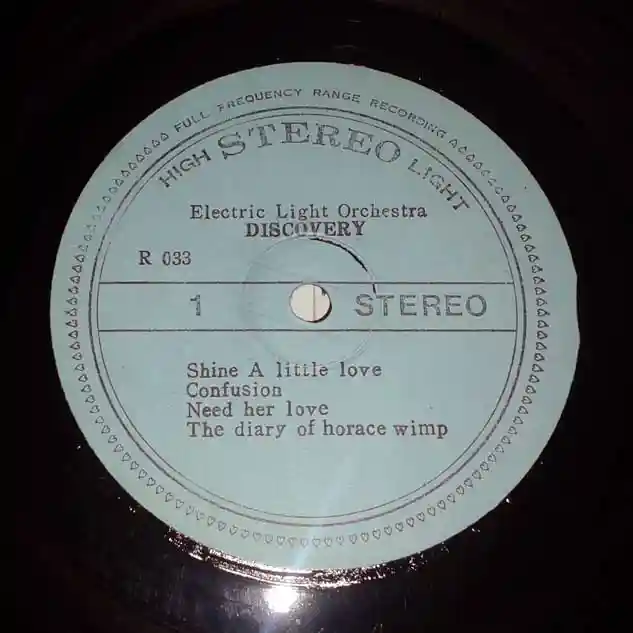 FULL FREQUENCY RANGE RECORDING
HIGH STEREO LIGHT
Electric Light Orchestra
DISCOVERY
R 033
1 STEREO
Shine A little love
Confusion
Need her love
The diary of horace wimp